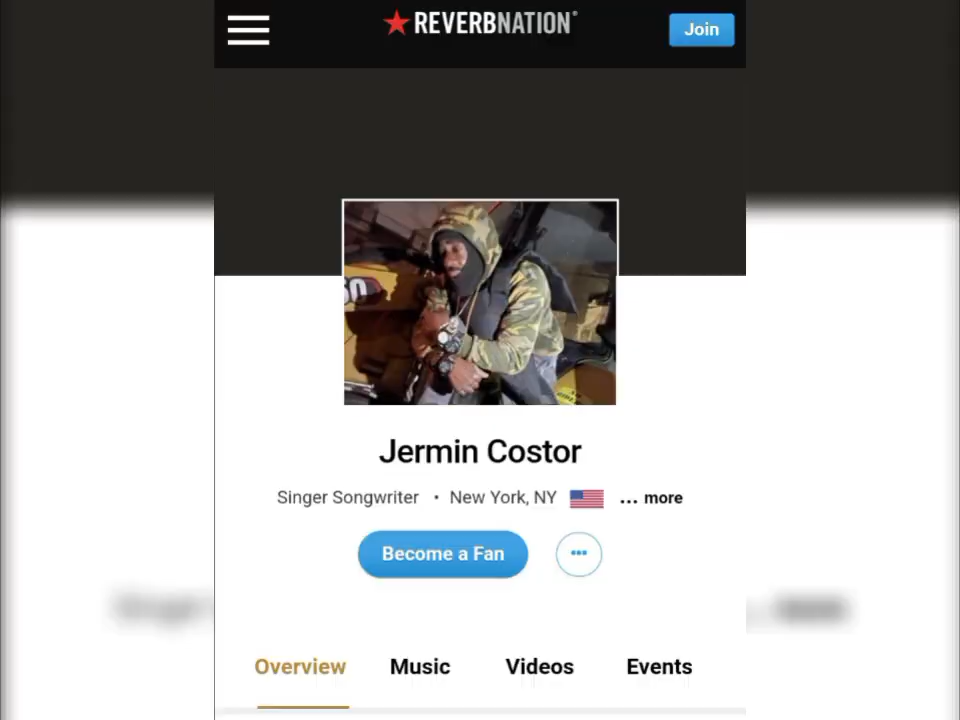 REVERBNATION
Join
Jermin Costor
Singer Songwriter • New York, NY ... more
Become a Fan
Overview Music Videos Events